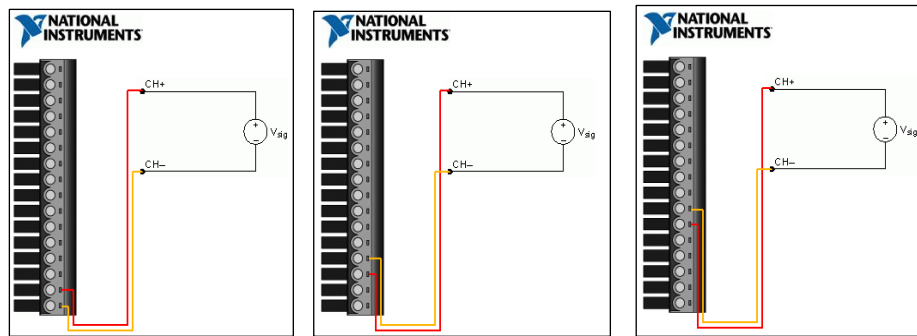 NATIONAL
INSTRUMENTS
CH+
Vsig
CH–
NATIONAL
INSTRUMENTS
CH+
Vsig
CH–
NATIONAL
INSTRUMENTS
CH+
Vsig
CH–